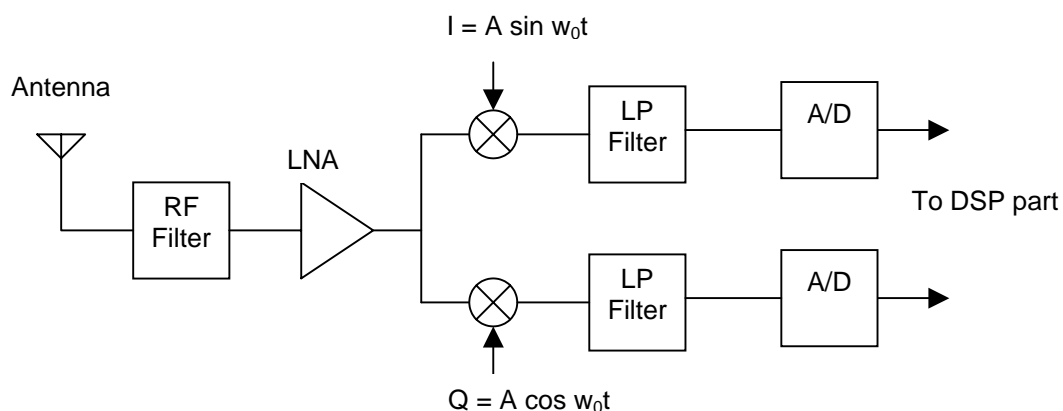 I = A sin w₀t
Antenna
LNA
RF
Filter
LP
Filter
A/D
To DSP part
LP
Filter
A/D
Q = A cos w₀t